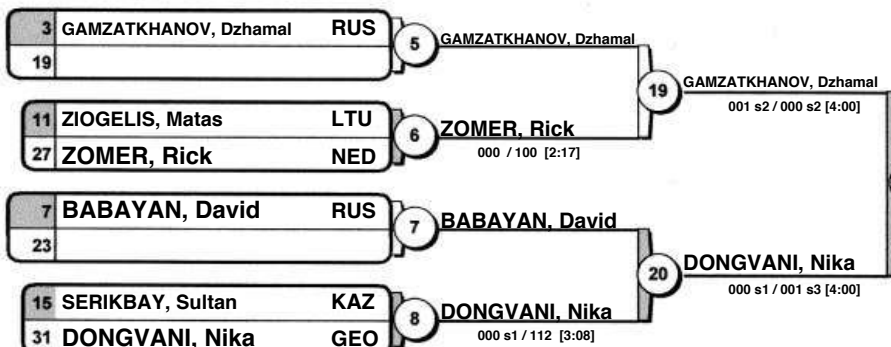 3 GAMZATKHANOV, Dzhamal RUS
19
5
GAMZATKHANOV, Dzhamal
11 ZIOGELIS, Matas LTU
27 ZOMER, Rick NED
6
ZOMER, Rick
000 / 100 [2:17]
19
GAMZATKHANOV, Dzhamal
001 s2 / 000 s2 [4:00]
7 BABAYAN, David RUS
23
7
BABAYAN, David
15 SERIKBAY, Sultan KAZ
31 DONGVANI, Nika GEO
8
DONGVANI, Nika
000 s1 / 112 [3:08]
20
DONGVANI, Nika
000 s1 / 001 s3 [4:00]